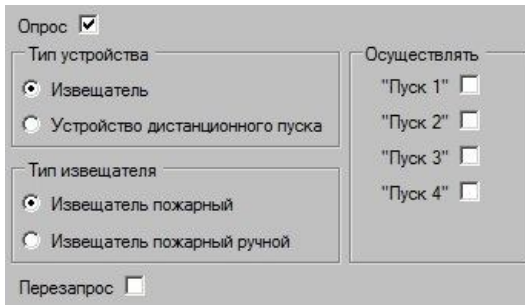 Опрос
Тип устройства
Извещатель
Устройство дистанционного пуска
Тип извещателя
Извещатель пожарный
Извещатель пожарный ручной
Перезапрос
Осуществлять
"Пуск 1"
"Пуск 2"
"Пуск 3"
"Пуск 4"